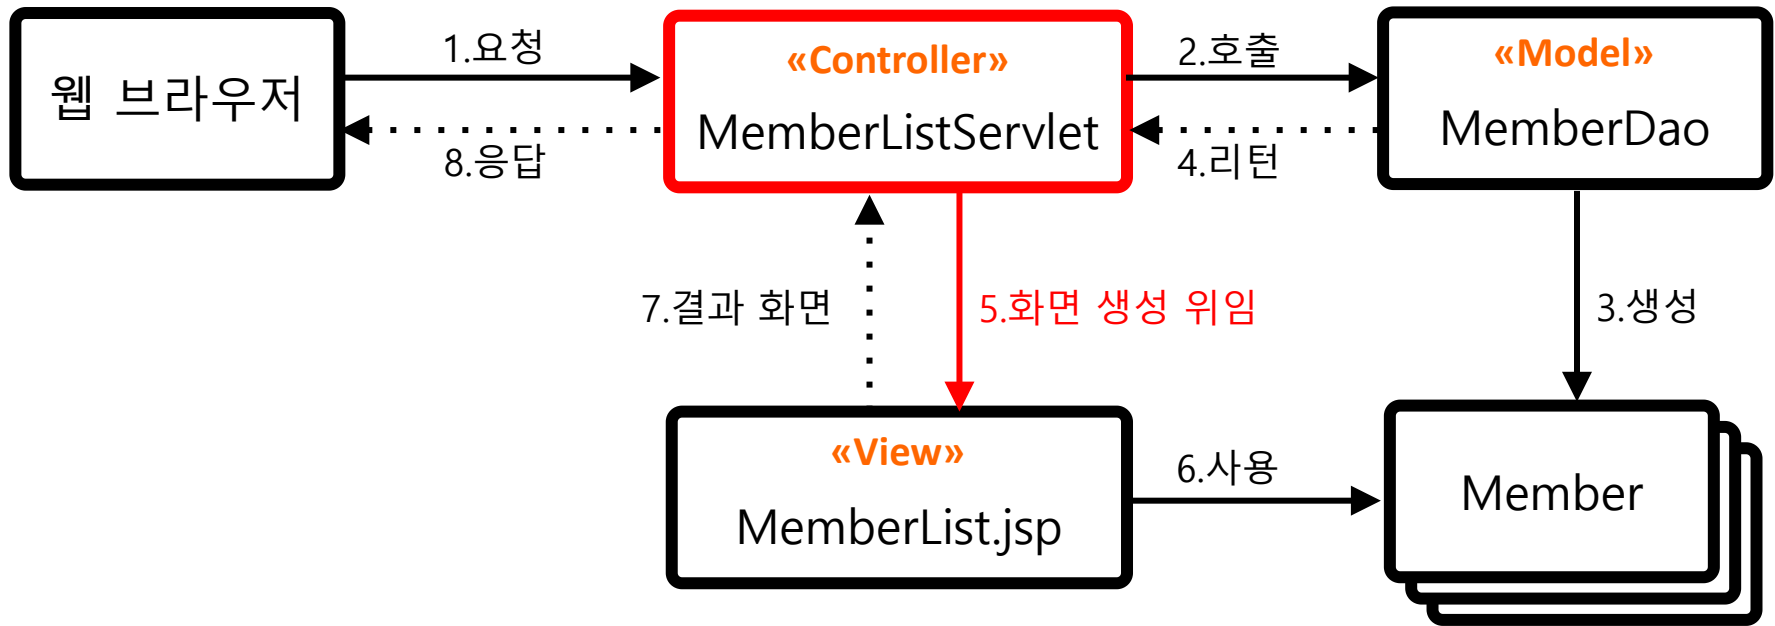 웹 브라우저
1.요청
8.응답
«Controller»
MemberListServlet
2.호출
4.리턴
«Model»
MemberDao
7.결과 화면
5.화면 생성 위임
3.생성
«View»
MemberList.jsp
6.사용
Member